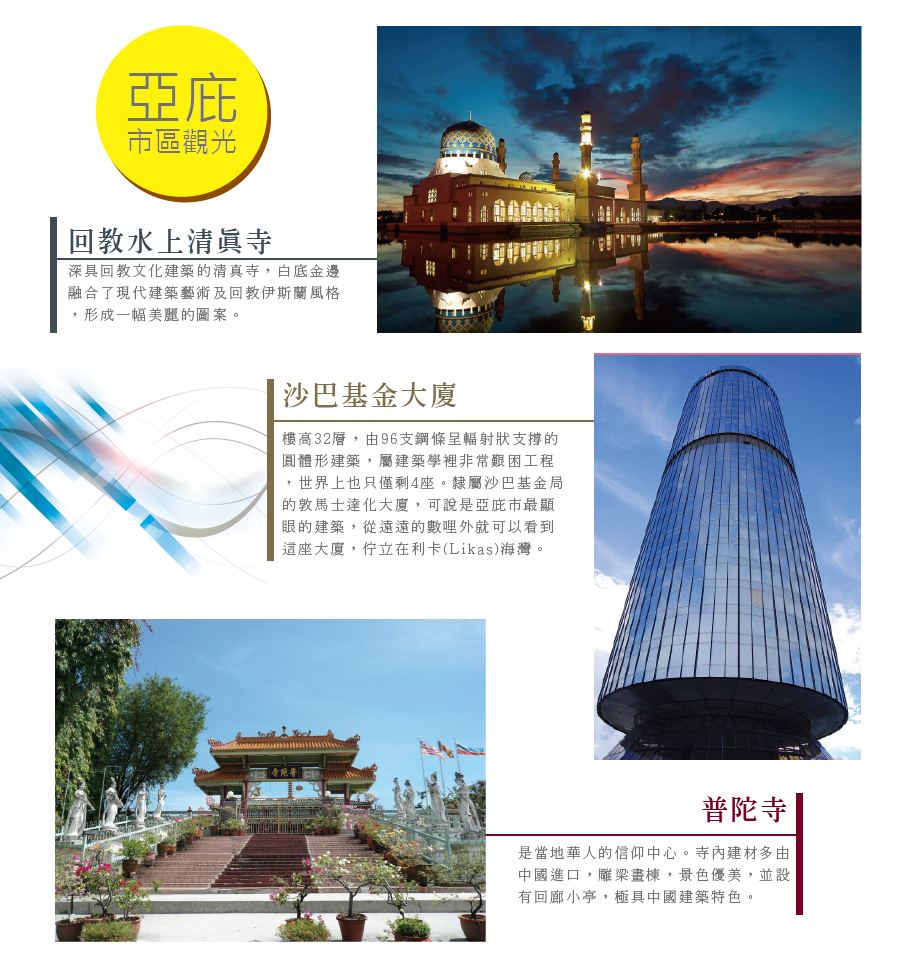 亞庇
市區觀光
回教水上清真寺
深具回教文化建築的清真寺，白底金邊
融合了現代建築藝術及回教伊斯蘭風格
，形成一幅美麗的圖案。
沙巴基金大廈
樓高32層，由96支鋼條呈輻射狀支撐的
圓體形建築，屬建築學裡非常艱困工程
，世界上也只僅剩4座。隸屬沙巴基金局
的敦馬士達化大廈，可說是亞庇市最顯
眼的建築，從遠遠的數哩外就可以看到
這座大廈，佇立在利卡(Likas)海灣。
普陀寺
普陀寺
是當地華人的信仰中心。寺內建材多由
中國進口，雕梁畫棟，景色優美，並設
有回廊小亭，極具中國建築特色。